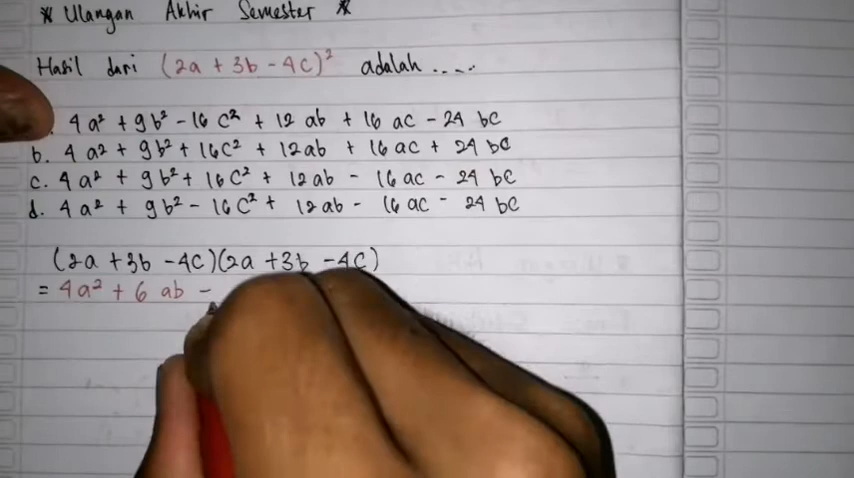 * Ulangan Akhir Semester *
Hasil dari (2a + 3b - 4c)² adalah .....
4a² + 9b² - 16c² + 12ab + 16ac - 24bc
b. 4a² + 9b² + 16c² + 12ab + 16ac + 24bc
c. 4a² + 9b² + 16c² + 12ab - 16ac - 24bc
d. 4a² + 9b² - 16c² + 12ab - 16ac - 24bc
(2a + 3b - 4c)(2a + 3b - 4c)
= 4a² + 6ab -